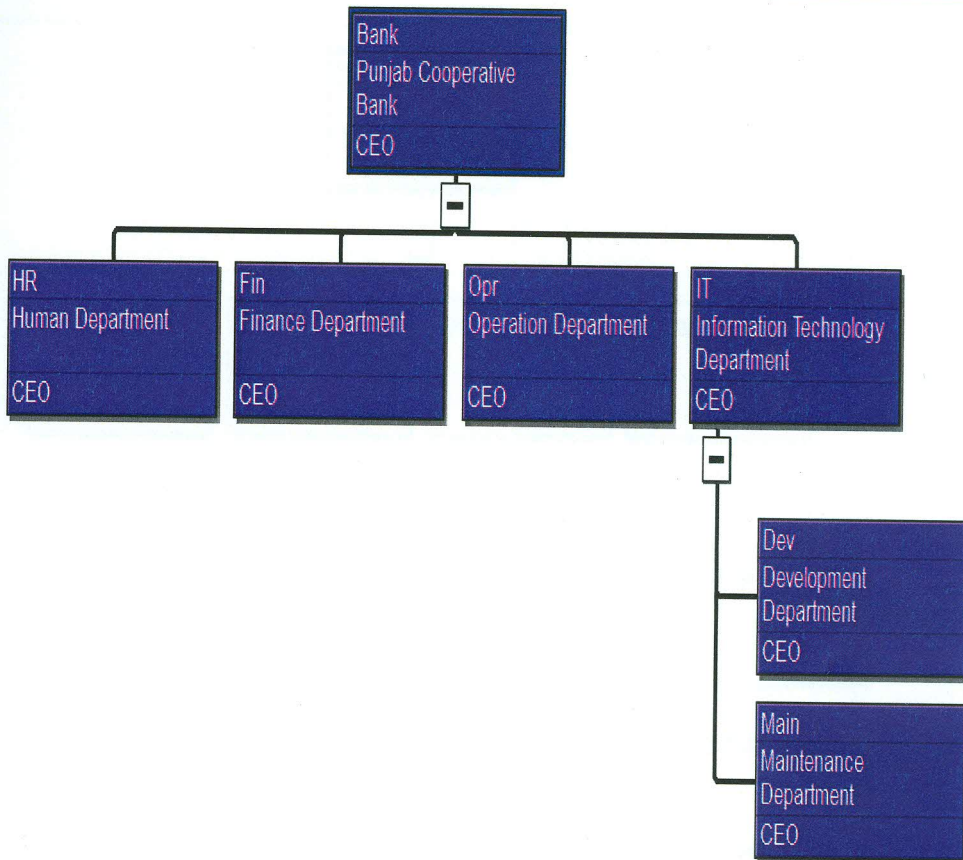 Bank
Punjab Cooperative
Bank
CEO
HR
Human Department
CEO
Fin
Finance Department
CEO
Opr
Operation Department
CEO
IT
Information Technology
Department
CEO
Dev
Development
Department
CEO
Main
Maintenance
Department
CEO